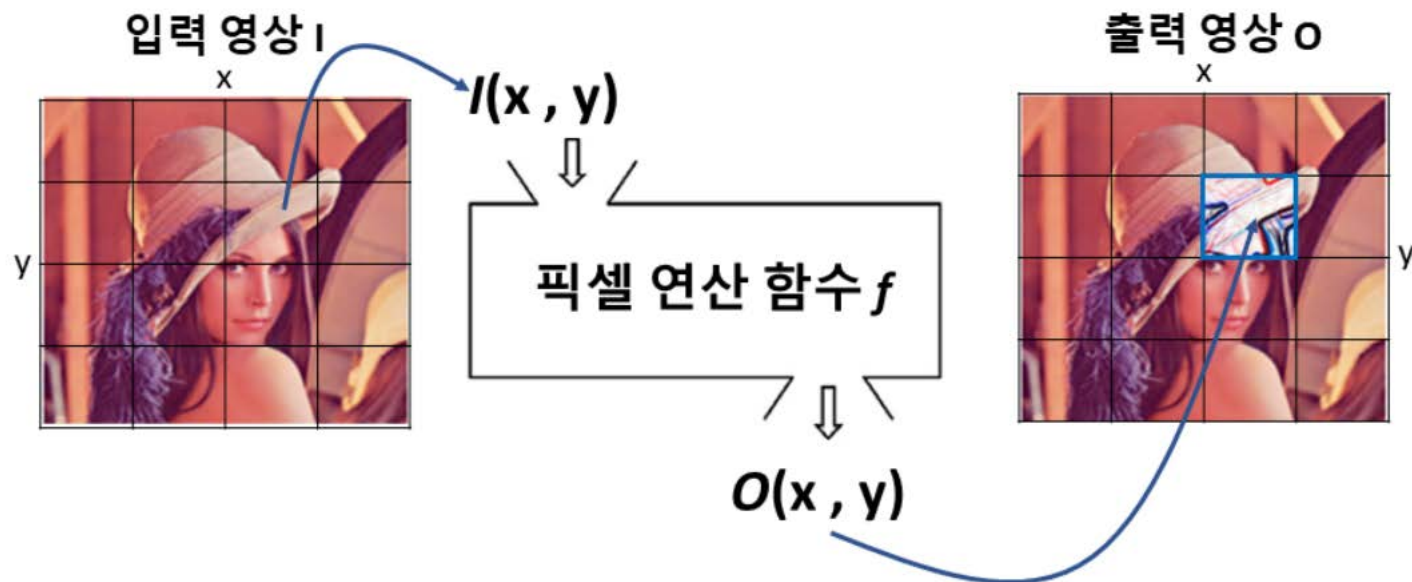 입력 영상 I
x
y
I(x , y)
픽셀 연산 함수 f
O(x , y)
출력 영상 O
x
y